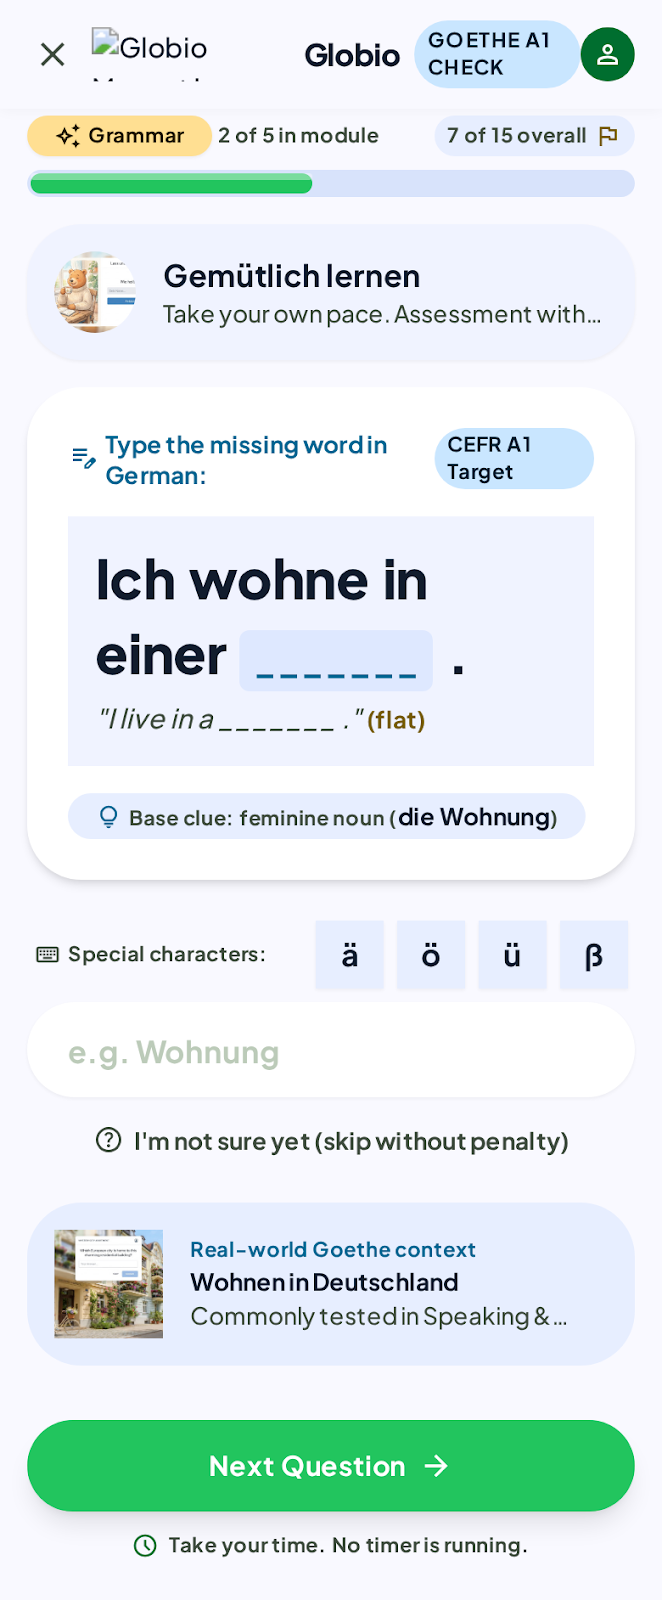 Globio
Globio
GOETHE A1
CHECK
Grammar
2 of 5 in module
7 of 15 overall
Gemütlich lernen
Take your own pace. Assessment with…
Type the missing word in
German:
CEFR A1
Target
Ich wohne in
einer _______ .
"I live in a _______ ." (flat)
Base clue: feminine noun (die Wohnung)
Special characters:
ä ö ü ß
e.g. Wohnung
I'm not sure yet (skip without penalty)
Real-world Goethe context
Wohnen in Deutschland
Commonly tested in Speaking & …
Next Question
Take your time. No timer is running.